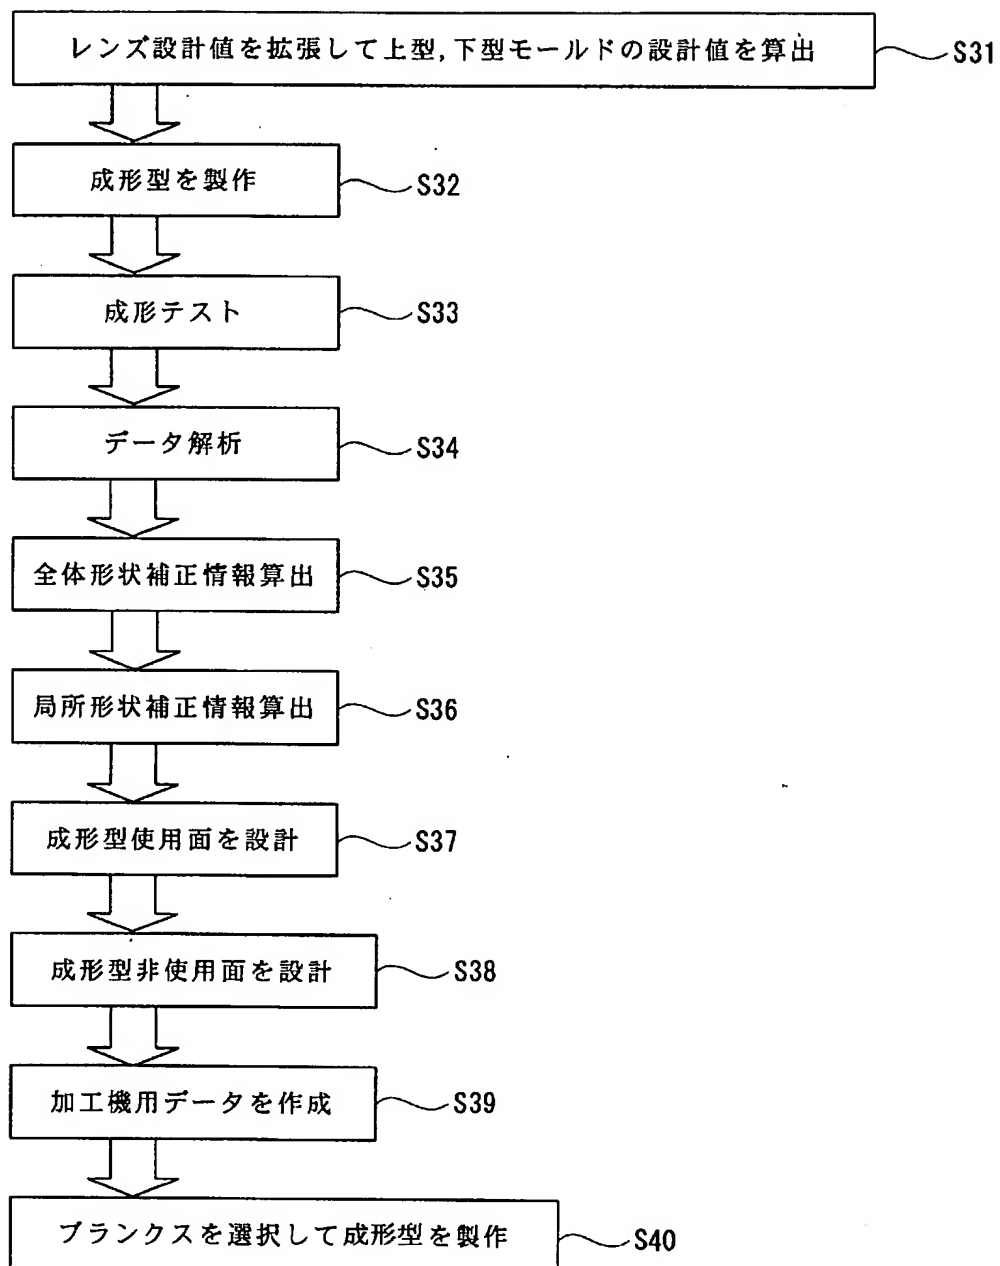 レンズ設計値を拡張して上型,下型モールドの設計値を算出 S31
成形型を製作 S32
成形テスト S33
データ解析 S34
全体形状補正情報算出 S35
局所形状補正情報算出 S36
成形型使用面を設計 S37
成形型非使用面を設計 S38
加工機用データを作成 S39
ブランクスを選択して成形型を製作 S40